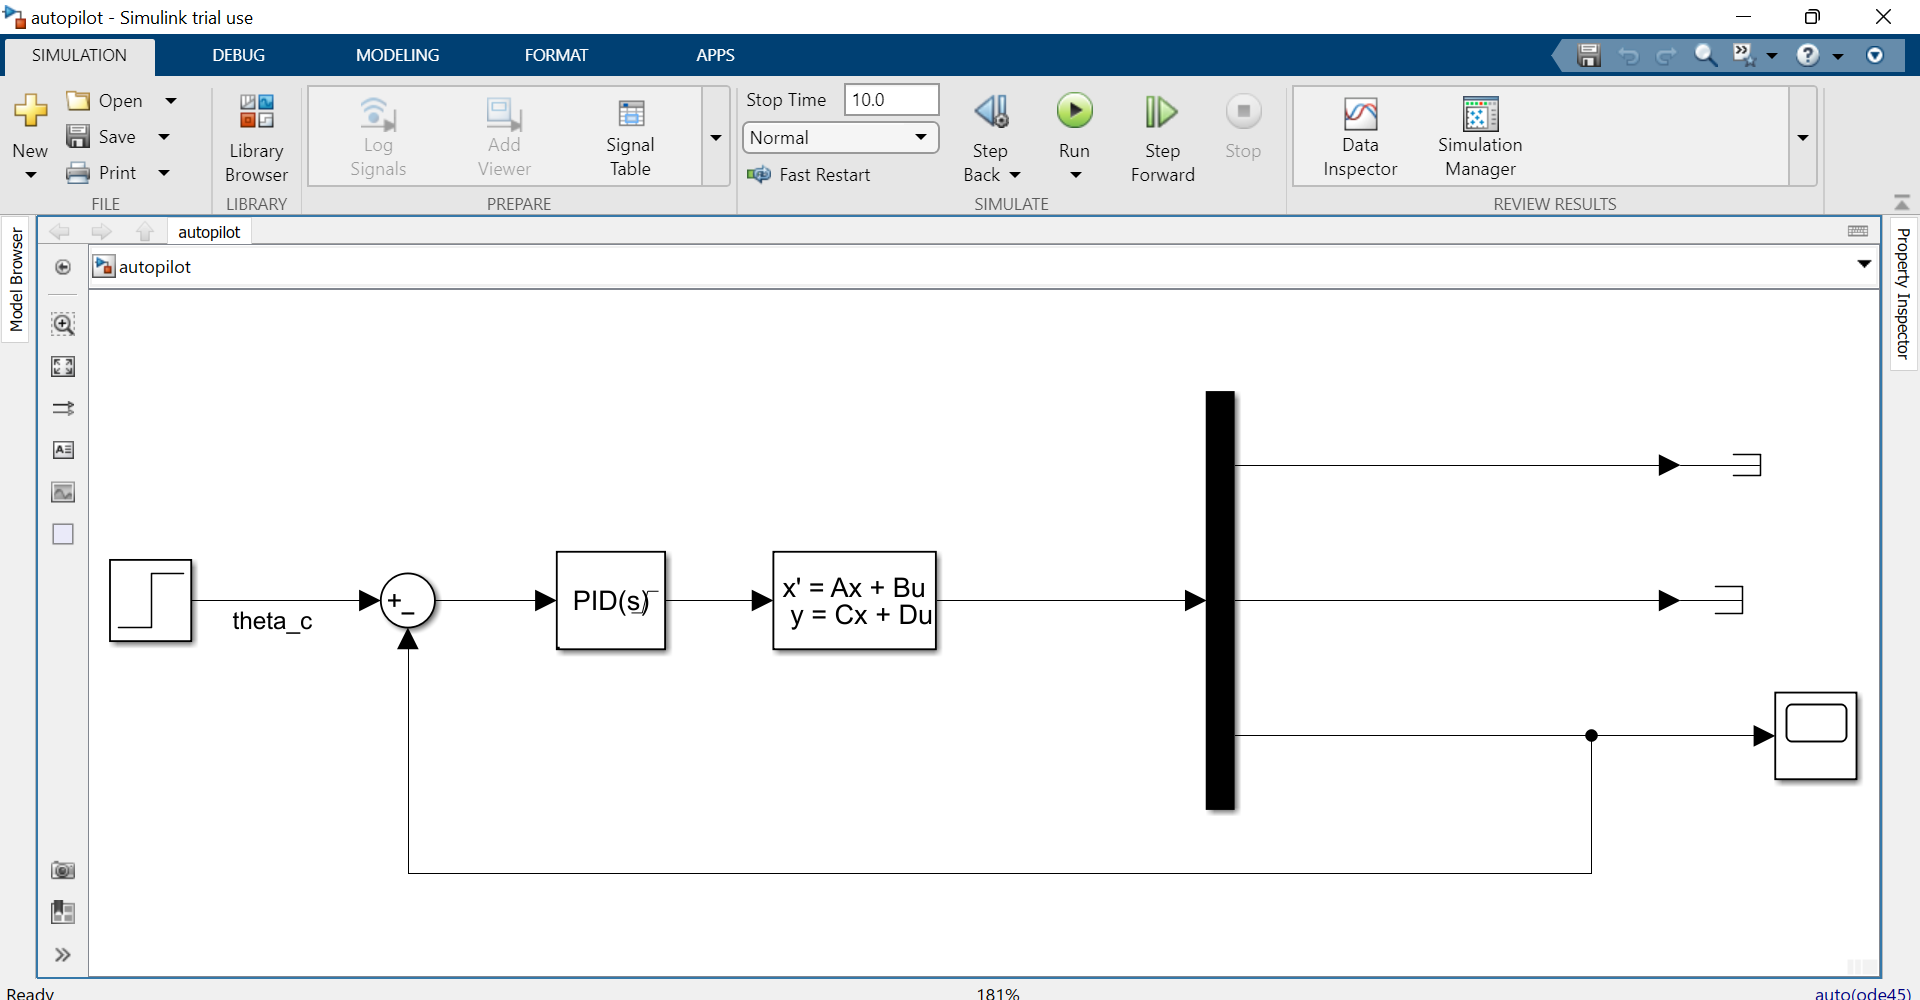 autopilot - Simulink trial use
SIMULATION DEBUG MODELING FORMAT APPS
New
Open
Save
Print
FILE
Library
Browser
LIBRARY
Log
Signals
Add
Viewer
Signal
Table
PREPARE
Stop Time 10.0
Normal
Fast Restart
Step
Back
Run
Step
Forward
Stop
SIMULATE
Data
Inspector
Simulation
Manager
REVIEW RESULTS
Model Browser
autopilot
autopilot
Property Inspector
theta_c
+
-
PID(s)
x' = Ax + Bu
y = Cx + Du
Ready 181% auto(ode45)